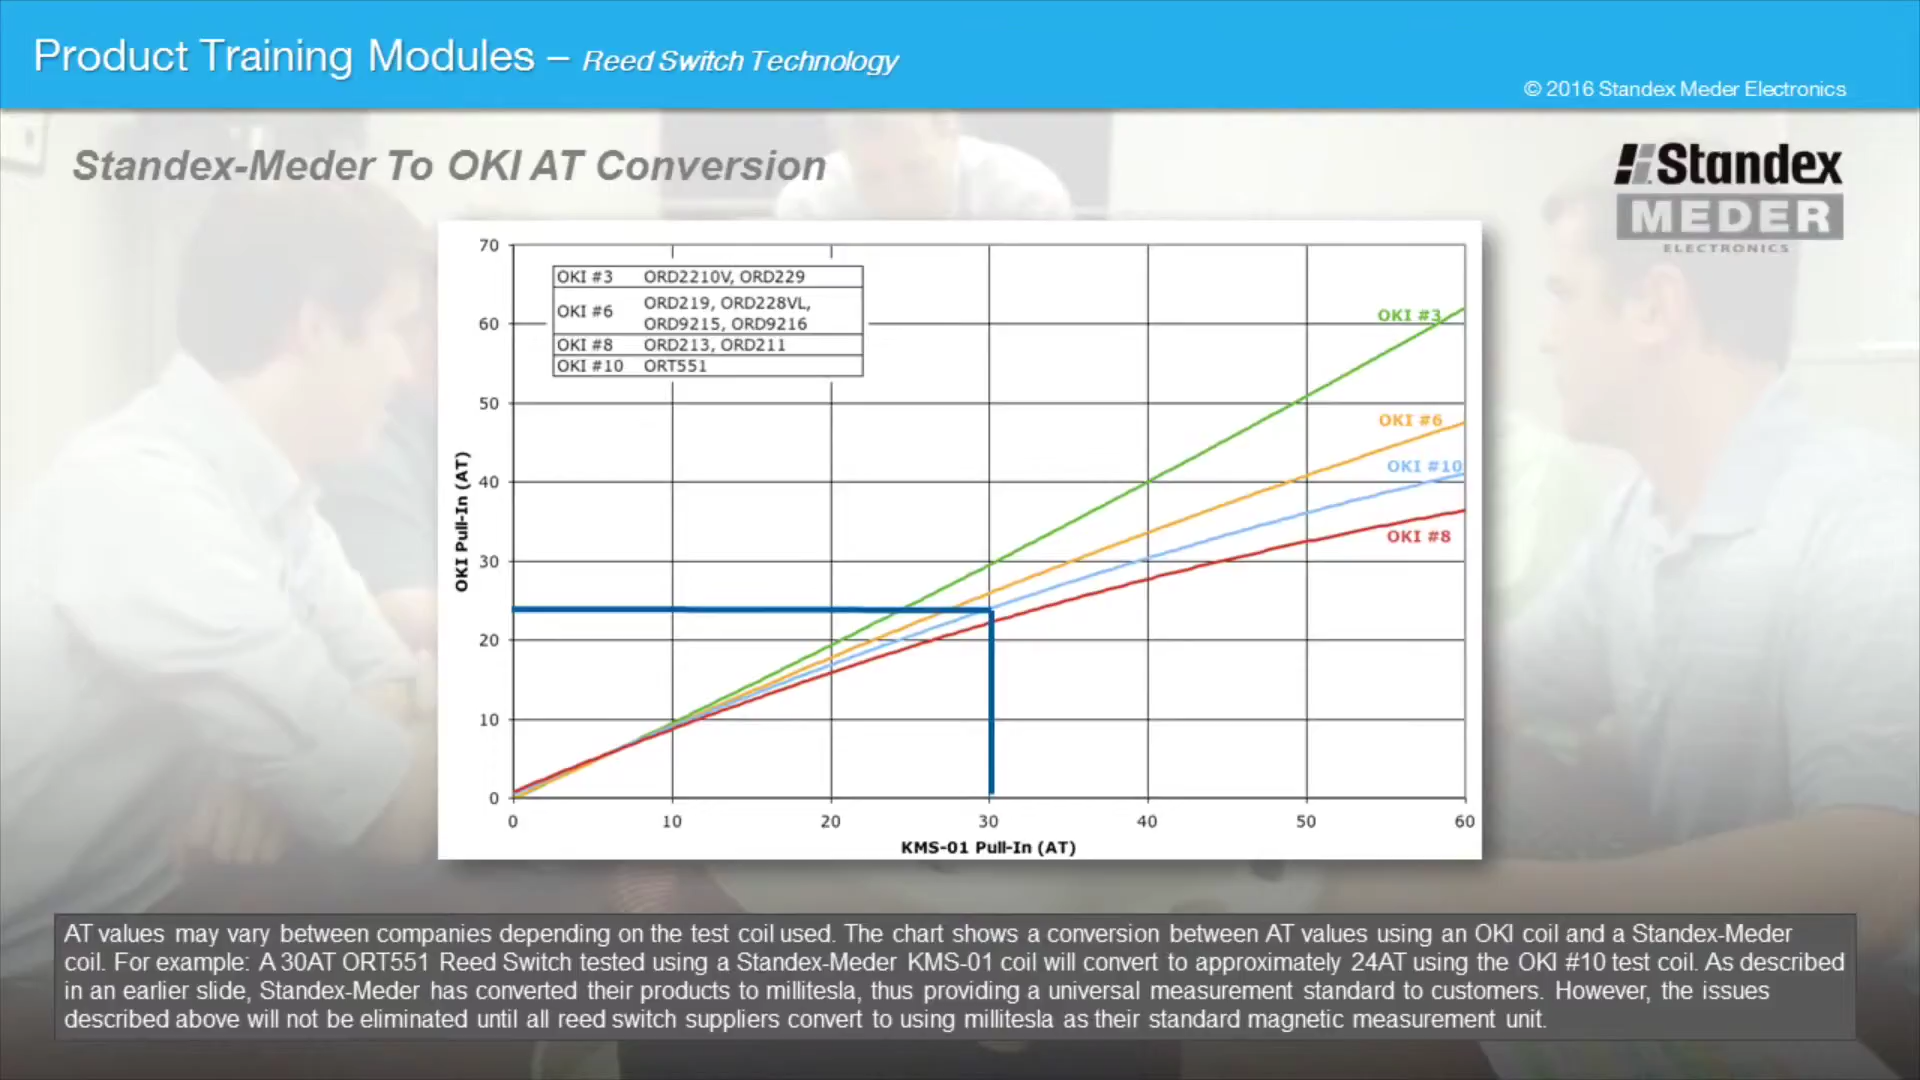 Product Training Modules – Reed Switch Technology
© 2016 Standex Meder Electronics
Standex-Meder To OKI AT Conversion
Standex
MEDER
ELECTRONICS
70
60
50
40
30
20
10
0
OKI Pull-In (AT)
OKI #3 ORD2210V, ORD229
OKI #6 ORD219, ORD228VL,
ORD9215, ORD9216
OKI #8 ORD213, ORD211
OKI #10 ORT551
OKI #3
OKI #6
OKI #10
OKI #8
0 10 20 30 40 50 60
KMS-01 Pull-In (AT)
AT values may vary between companies depending on the test coil used. The chart shows a conversion between AT values using an OKI coil and a Standex-Meder
coil. For example: A 30AT ORT551 Reed Switch tested using a Standex-Meder KMS-01 coil will convert to approximately 24AT using the OKI #10 test coil. As described
in an earlier slide, Standex-Meder has converted their products to millitesla, thus providing a universal measurement standard to customers. However, the issues
described above will not be eliminated until all reed switch suppliers convert to using millitesla as their standard magnetic measurement unit.